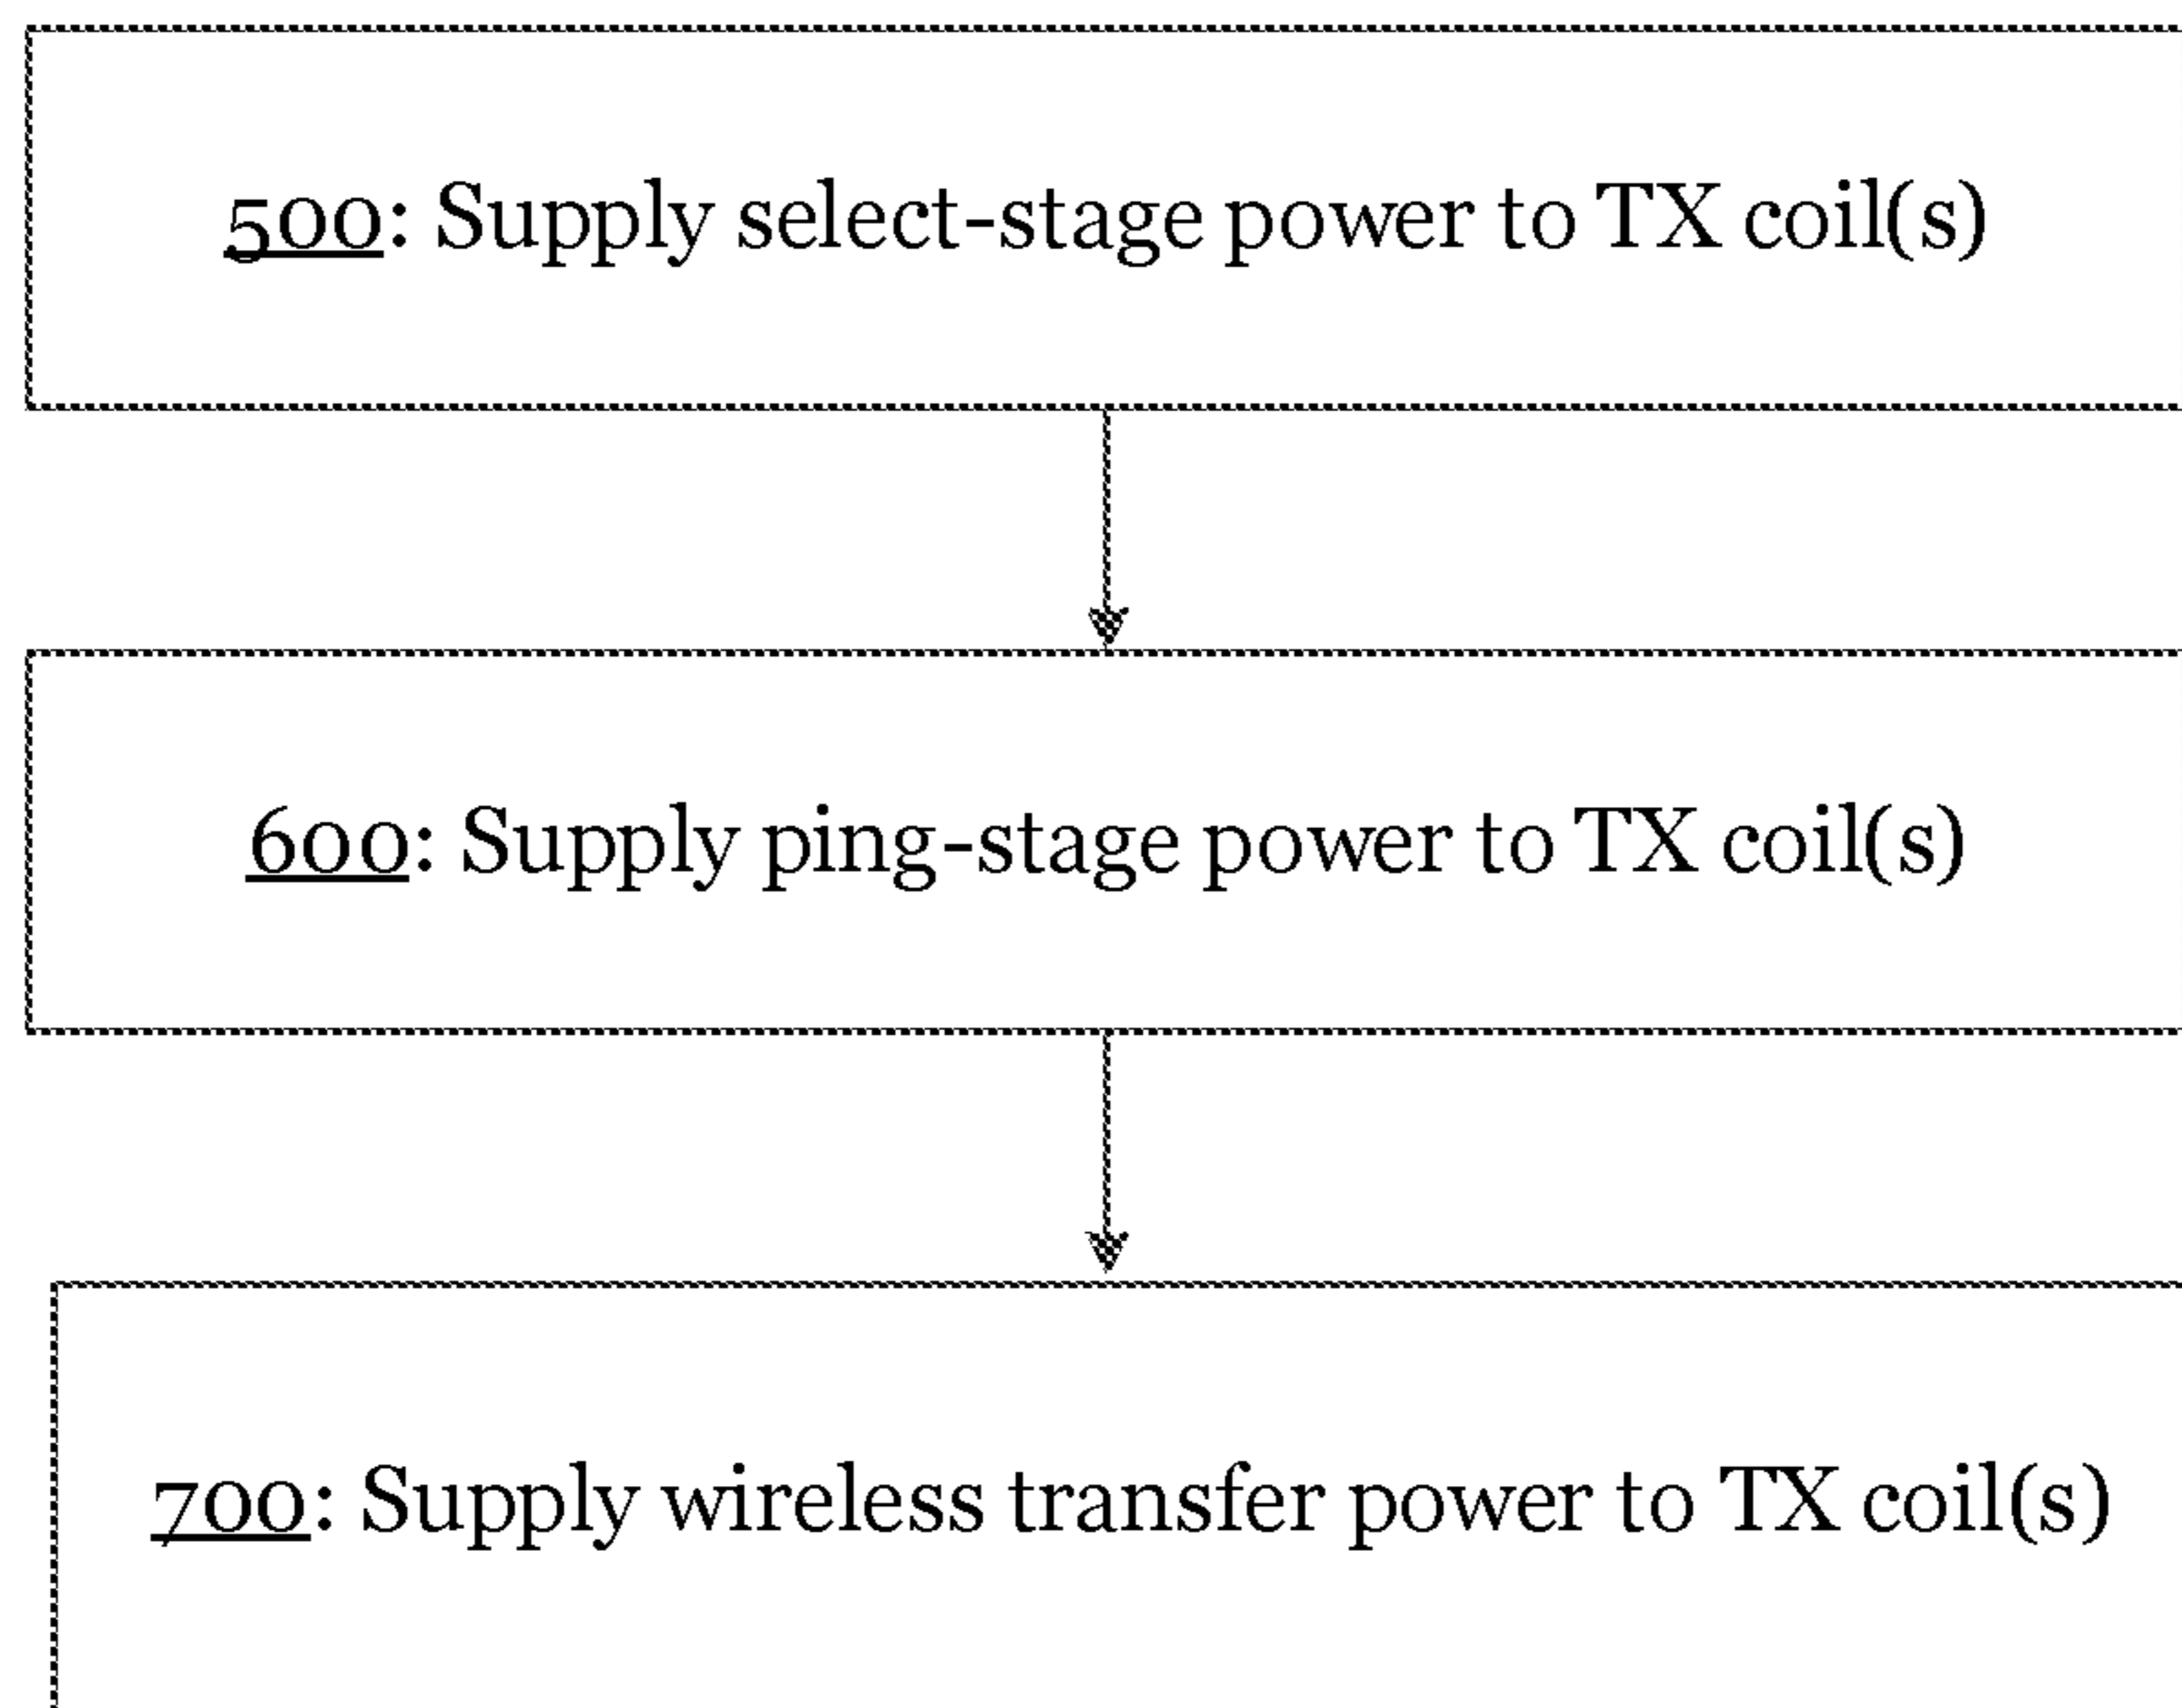 500: Supply select-stage power to TX coil(s)
600: Supply ping-stage power to TX coil(s)
700: Supply wireless transfer power to TX coil(s)